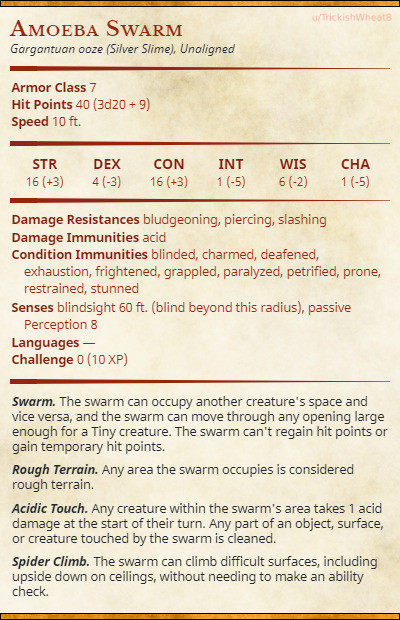 u/TrickishWheat8
Amoeba Swarm
Gargantuan ooze (Silver Slime), Unaligned
Armor Class 7
Hit Points 40 (3d20 + 9)
Speed 10 ft.
STR DEX CON INT WIS CHA
16 (+3) 4 (-3) 16 (+3) 1 (-5) 6 (-2) 1 (-5)
Damage Resistances bludgeoning, piercing, slashing
Damage Immunities acid
Condition Immunities blinded, charmed, deafened,
exhaustion, frightened, grappled, paralyzed, petrified, prone,
restrained, stunned
Senses blindsight 60 ft. (blind beyond this radius), passive
Perception 8
Languages —
Challenge 0 (10 XP)
Swarm. The swarm can occupy another creature's space and
vice versa, and the swarm can move through any opening large
enough for a Tiny creature. The swarm can't regain hit points or
gain temporary hit points.
Rough Terrain. Any area the swarm occupies is considered
rough terrain.
Acidic Touch. Any creature within the swarm's area takes 1 acid
damage at the start of their turn. Any part of an object, surface,
or creature touched by the swarm is cleaned.
Spider Climb. The swarm can climb difficult surfaces, including
upside down on ceilings, without needing to make an ability
check.